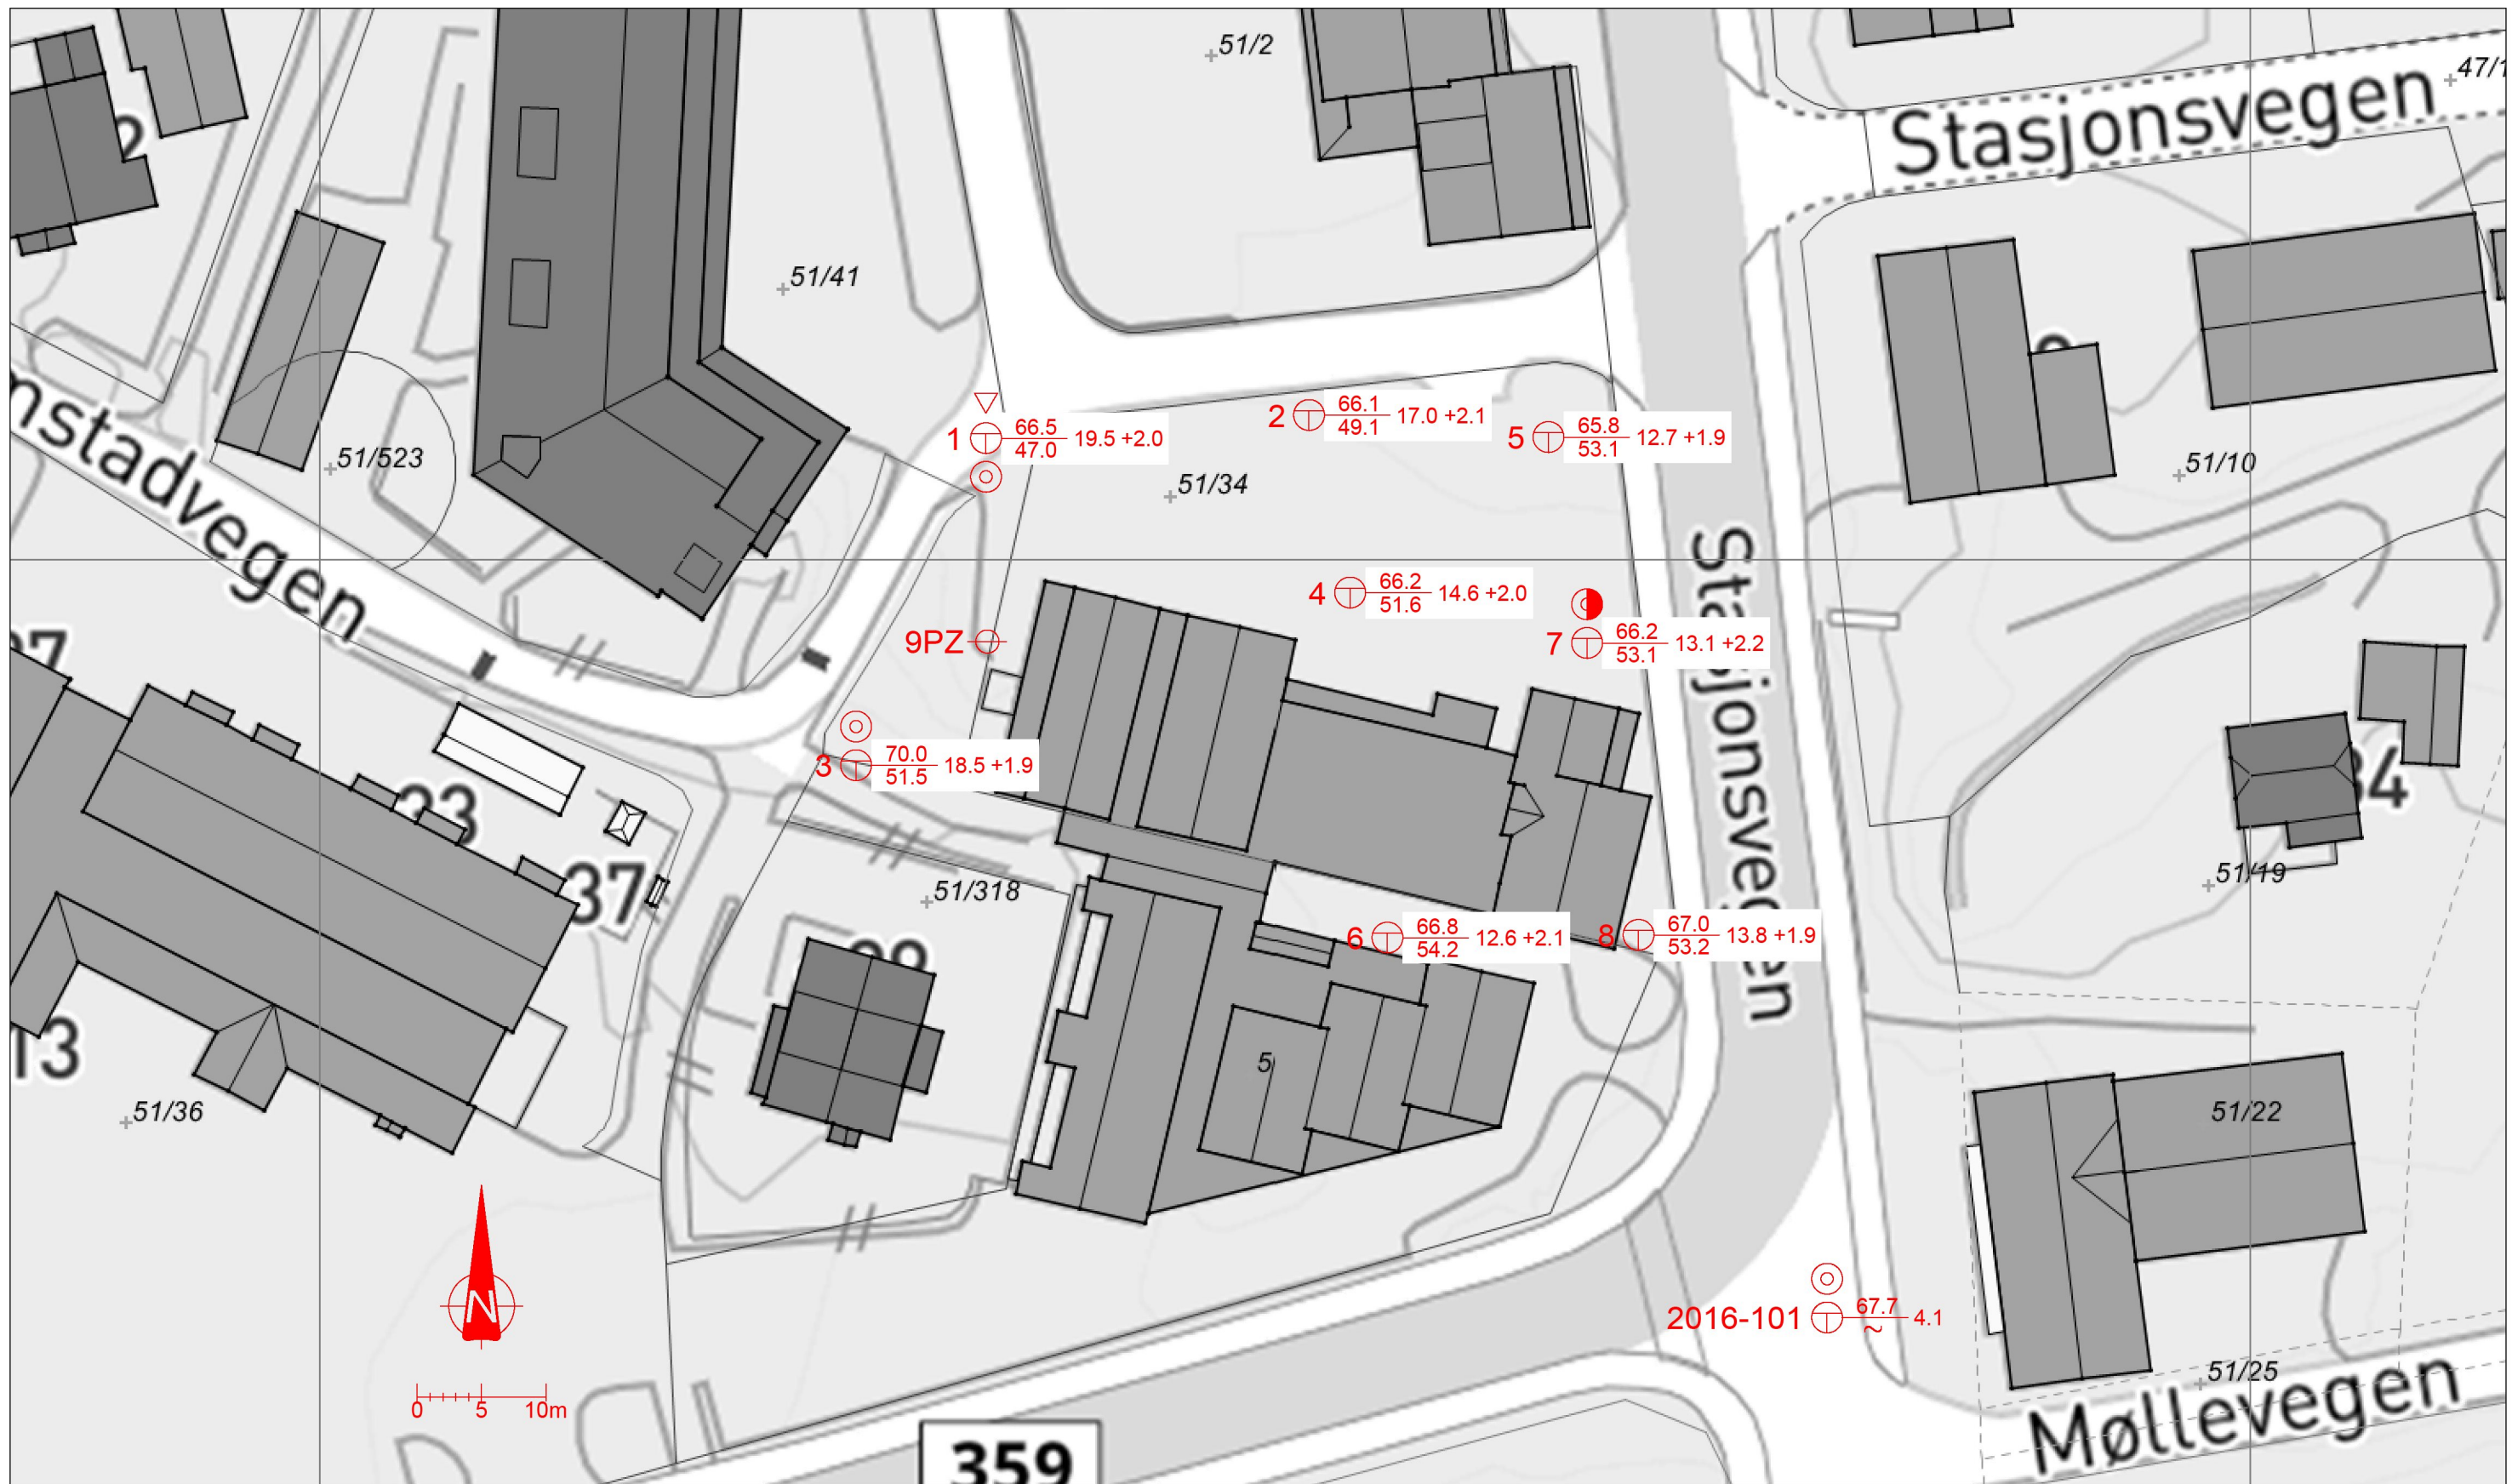 51/2
47/1
Stasjonsvegen
51/41
2
1 66.5 47.0 19.5 +2.0
2 66.1 49.1 17.0 +2.1
5 65.8 53.1 12.7 +1.9
51/523
51/34
51/10
mstadvegen
4 66.2 51.6 14.6 +2.0
9PZ
7 66.2 53.1 13.1 +2.2
Stasjonsvegen
3 70.0 51.5 18.5 +1.9
33
37
51/318
51/19
6 66.8 54.2 12.6 +2.1
8 67.0 53.2 13.8 +1.9
13
5
51/36
51/22
N
2016-101 67.7 ~ 4.1
0 5 10m
51/25
Møllevegen
359